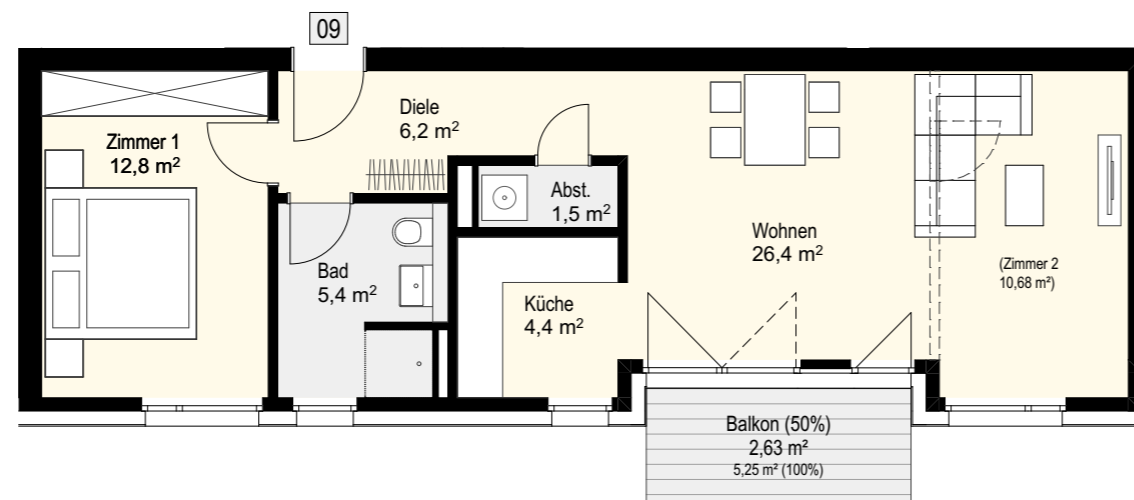 09
Diele
6,2 m²
Zimmer 1
12,8 m²
Abst.
1,5 m²
Wohnen
26,4 m²
(Zimmer 2
10,68 m²)
Bad
5,4 m²
Küche
4,4 m²
Balkon (50%)
2,63 m²
5,25 m² (100%)